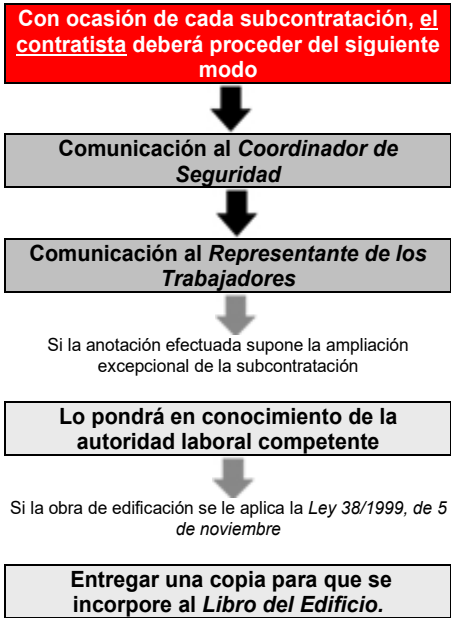 Con ocasión de cada subcontratación, el
contratista deberá proceder del siguiente
modo
Comunicación al Coordinador de
Seguridad
Comunicación al Representante de los
Trabajadores
Si la anotación efectuada supone la ampliación
excepcional de la subcontratación
Lo pondrá en conocimiento de la
autoridad laboral competente
Si la obra de edificación se le aplica la Ley 38/1999, de 5
de noviembre
Entregar una copia para que se
incorpore al Libro del Edificio.